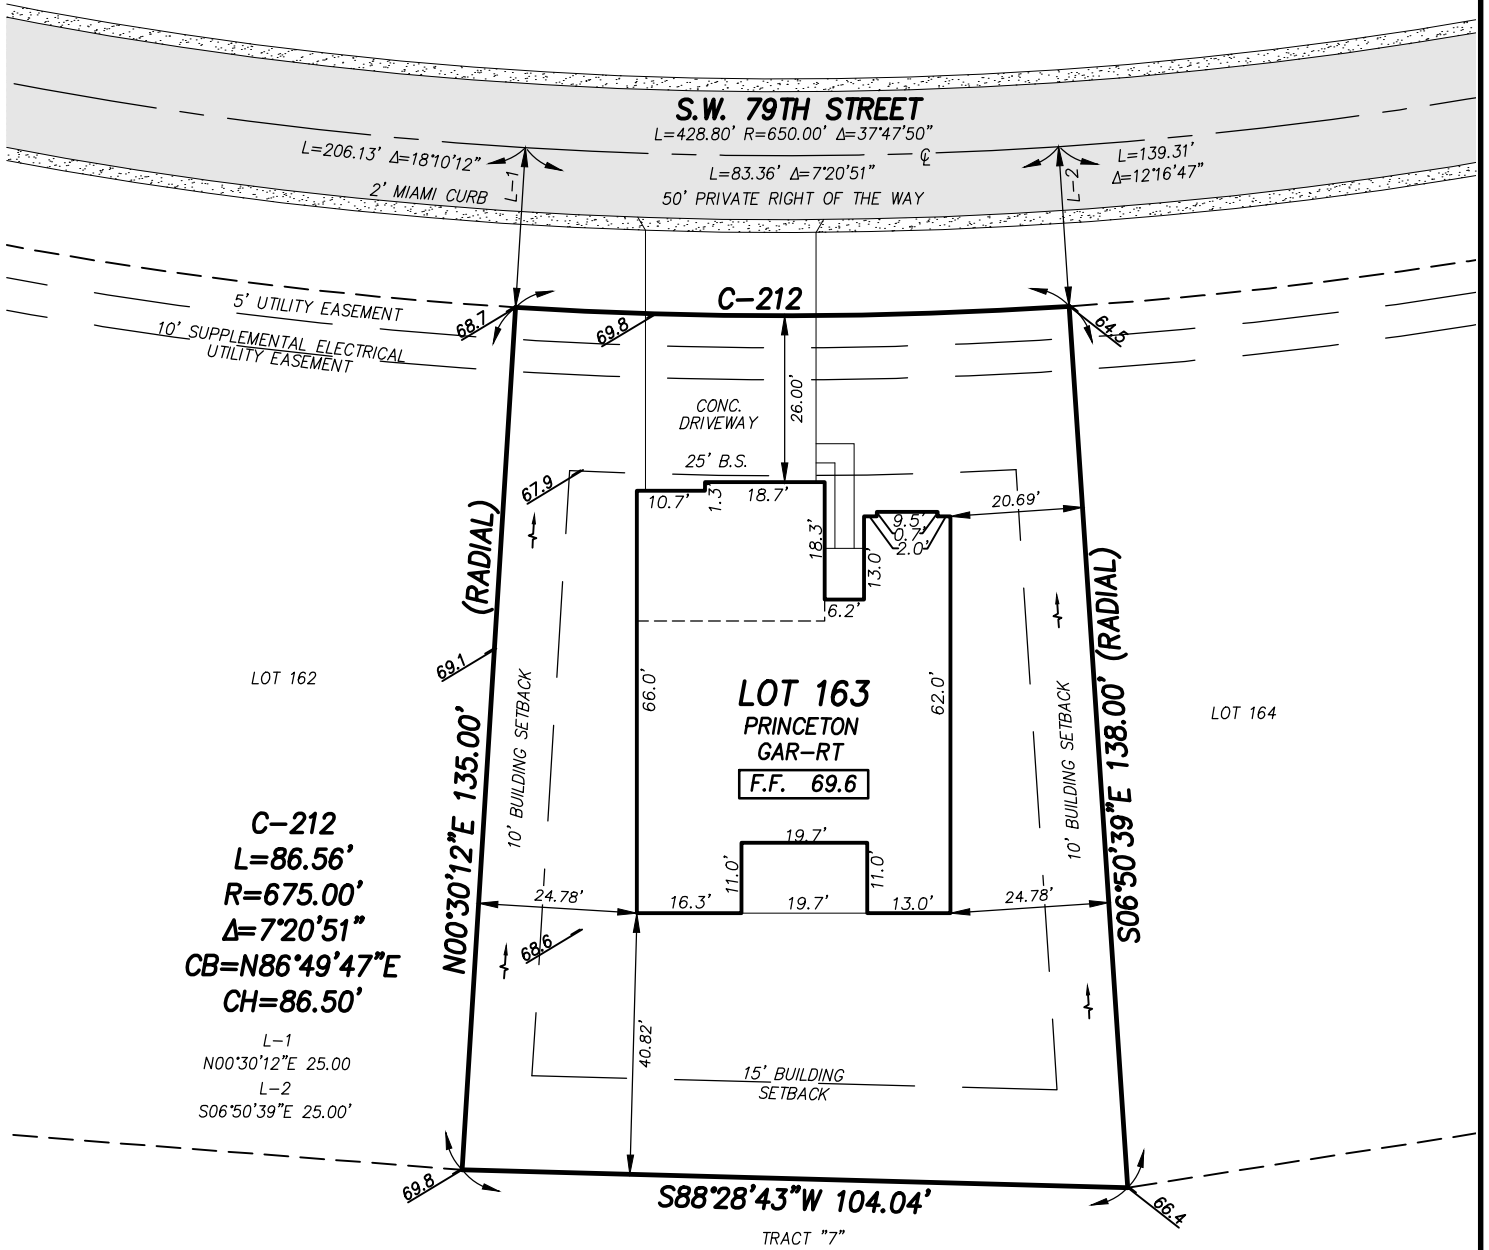 S.W. 79TH STREET
L=428.80' R=650.00' Δ=37°47'50"
L=206.13' Δ=18°10'12"
℄
L=139.31'
Δ=12°16'47"
L=83.36' Δ=7°20'51"
2' MIAMI CURB
L-1
50' PRIVATE RIGHT OF THE WAY
L-2
C-212
5' UTILITY EASEMENT
68.7
69.8
64.5
10' SUPPLEMENTAL ELECTRICAL
UTILITY EASEMENT
26.00'
CONC.
DRIVEWAY
25' B.S.
67.9
10.7'
1.3
18.7'
20.69'
9.5'
0.7'
2.0'
18.3'
13.0'
6.2'
(RADIAL)
(RADIAL)
69.1
LOT 162
66.0'
LOT 163
PRINCETON
GAR-RT
F.F. 69.6
62.0'
LOT 164
10' BUILDING SETBACK
10' BUILDING SETBACK
N00°30'12"E 135.00'
S06°50'39"E 138.00'
19.7'
11.0'
11.0'
24.78'
16.3'
19.7'
13.0'
24.78'
68.6
C-212
L=86.56'
R=675.00'
Δ=7°20'51"
CB=N86°49'47"E
CH=86.50'
L-1
N00°30'12"E 25.00
L-2
S06°50'39"E 25.00'
40.82'
15' BUILDING
SETBACK
69.8
S88°28'43"W 104.04'
66.4
TRACT "7"